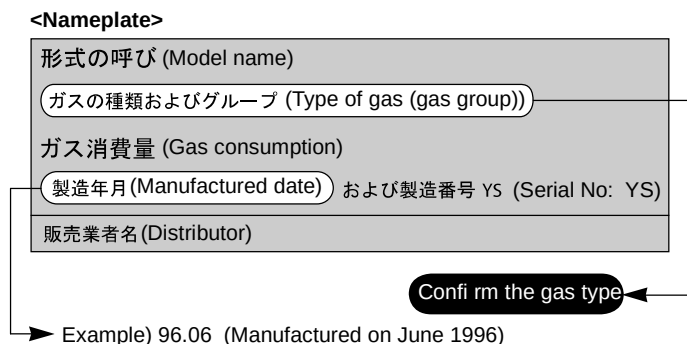 <Nameplate>
形式の呼び (Model name)
ガスの種類およびグループ (Type of gas (gas group))
ガス消費量 (Gas consumption)
製造年月(Manufactured date) および製造番号 YS (Serial No: YS)
販売業者名(Distributor)
Confi rm the gas type
Example) 96.06 (Manufactured on June 1996)